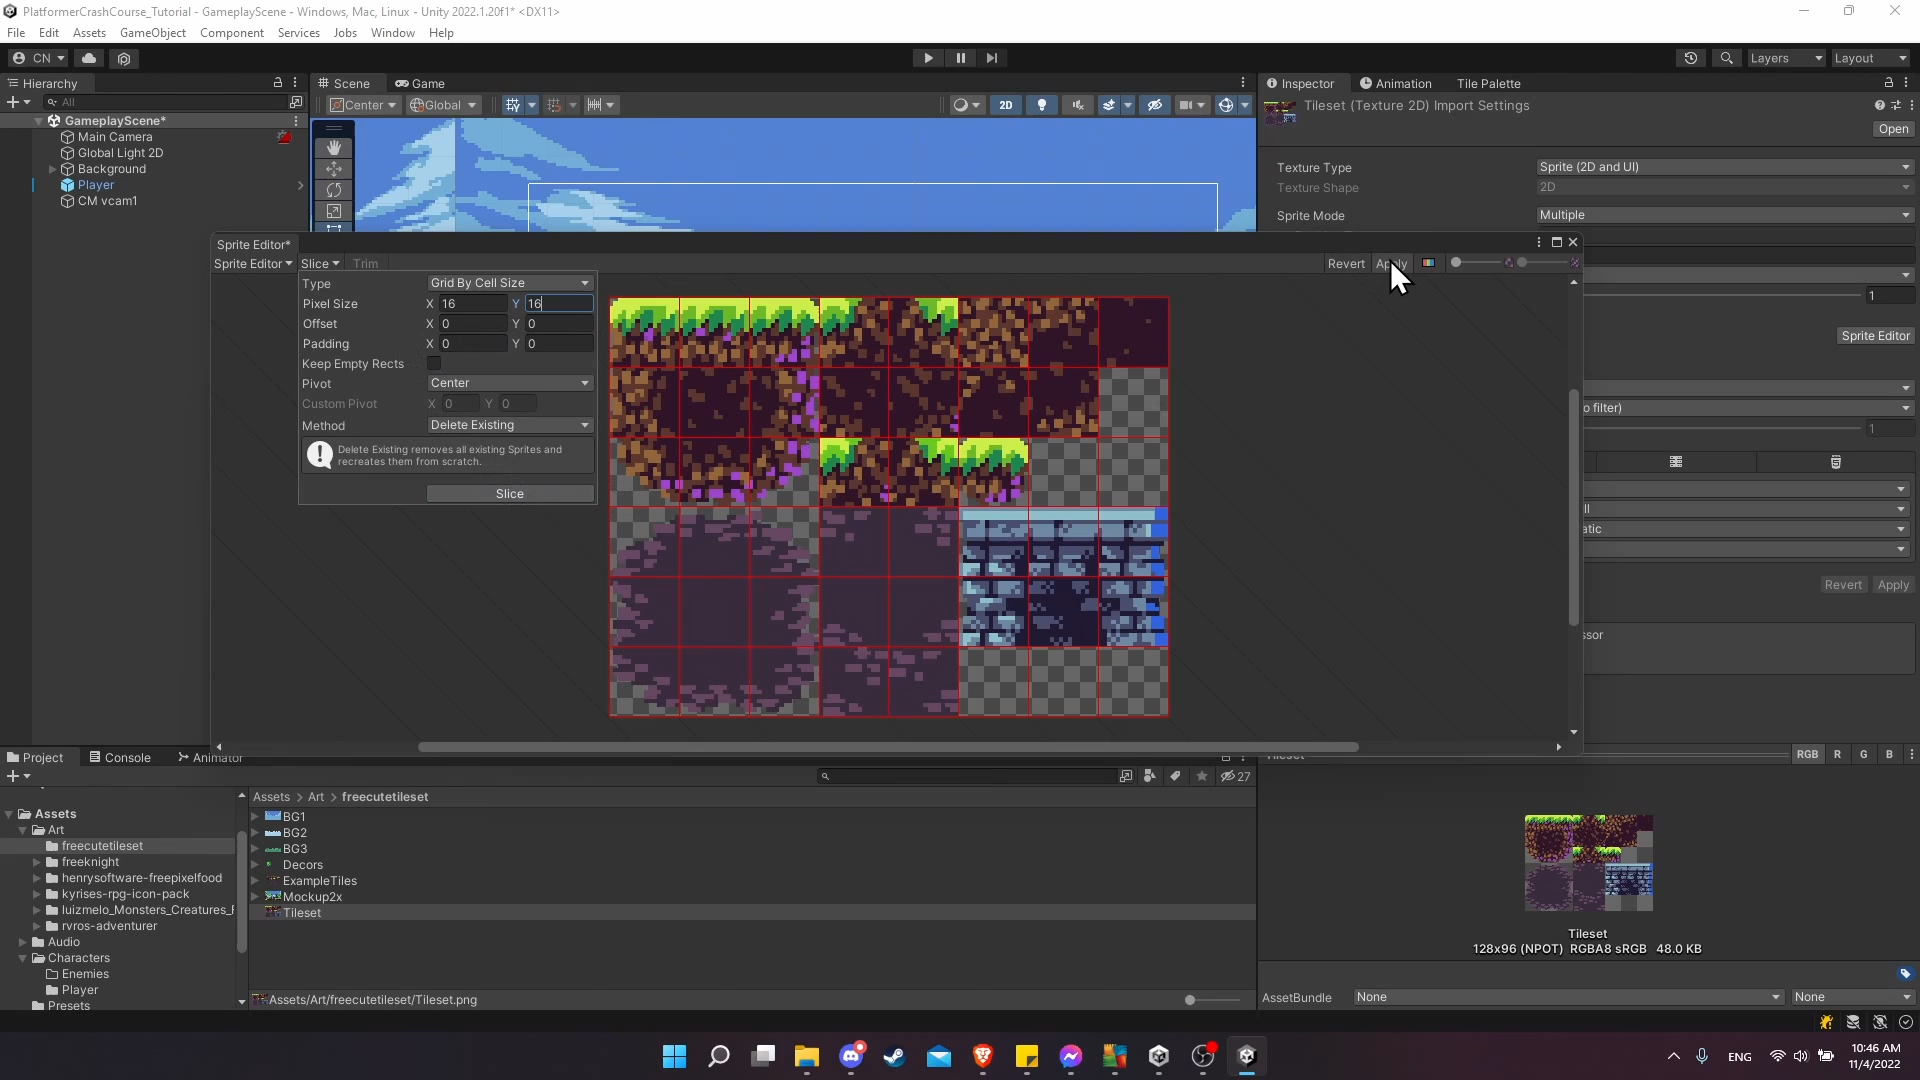 PlatformerCrashCourse_Tutorial - GameplayScene - Windows, Mac, Linux - Unity 2022.1.20f1* <DX11>
File Edit Assets GameObject Component Services Jobs Window Help
CN Layers Layout
Hierarchy Scene Game Inspector Animation Tile Palette
All Center Global 2D Tileset (Texture 2D) Import Settings
GameplayScene*
Open
Main Camera
Global Light 2D
Background
Player
CM vcam1
Texture Type Sprite (2D and UI)
Texture Shape 2D
Sprite Mode Multiple
Sprite Editor*
Sprite Editor Slice Trim Revert Apply
Type Grid By Cell Size
Pixel Size X 16 Y 16
Offset X 0 Y 0
Padding X 0 Y 0
Keep Empty Rects
Pivot Center
Custom Pivot X 0 Y 0
Method Delete Existing
Delete Existing removes all existing Sprites and
recreates them from scratch.
Slice
1
Sprite Editor
o filter)
1
ll
atic
Revert Apply
ssor
Project Console Animator
RGB R G B
27
Assets
Art
freecutetileset
freeknight
henrysoftware-freepixelfood
kyrises-rpg-icon-pack
luizmelo_Monsters_Creatures_F
rvros-adventurer
Audio
Characters
Enemies
Player
Presets
Assets > Art > freecutetileset
BG1
BG2
BG3
Decors
ExampleTiles
Mockup2x
Tileset
Assets/Art/freecutetileset/Tileset.png
Tileset
128x96 (NPOT) RGBA8 sRGB 48.0 KB
AssetBundle None None
ENG
10:46 AM
11/4/2022